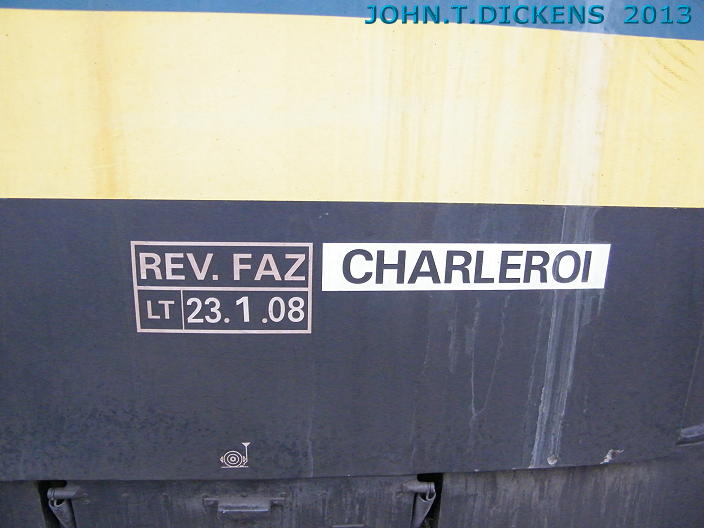 JOHN.T.DICKENS 2013
REV. FAZ
CHARLEROI
LT 23.1.08